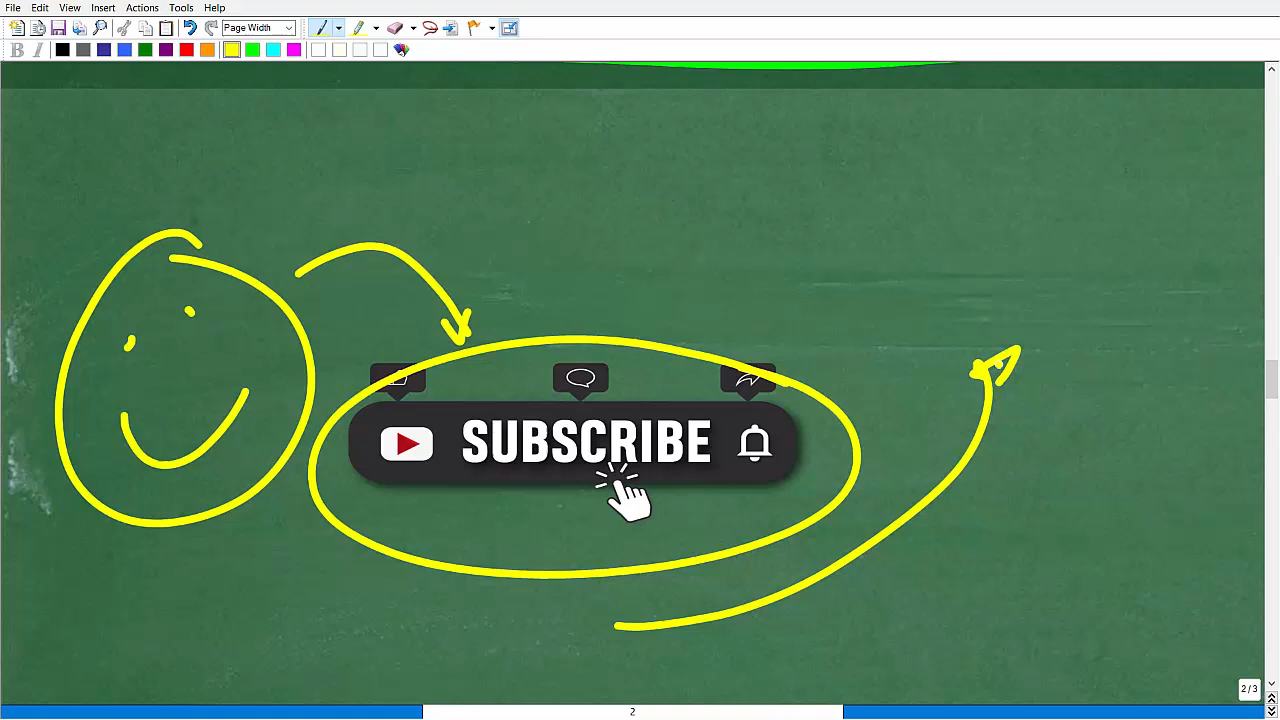 File Edit View Insert Actions Tools Help
Page Width
B I
SUBSCRIBE
2/3
2